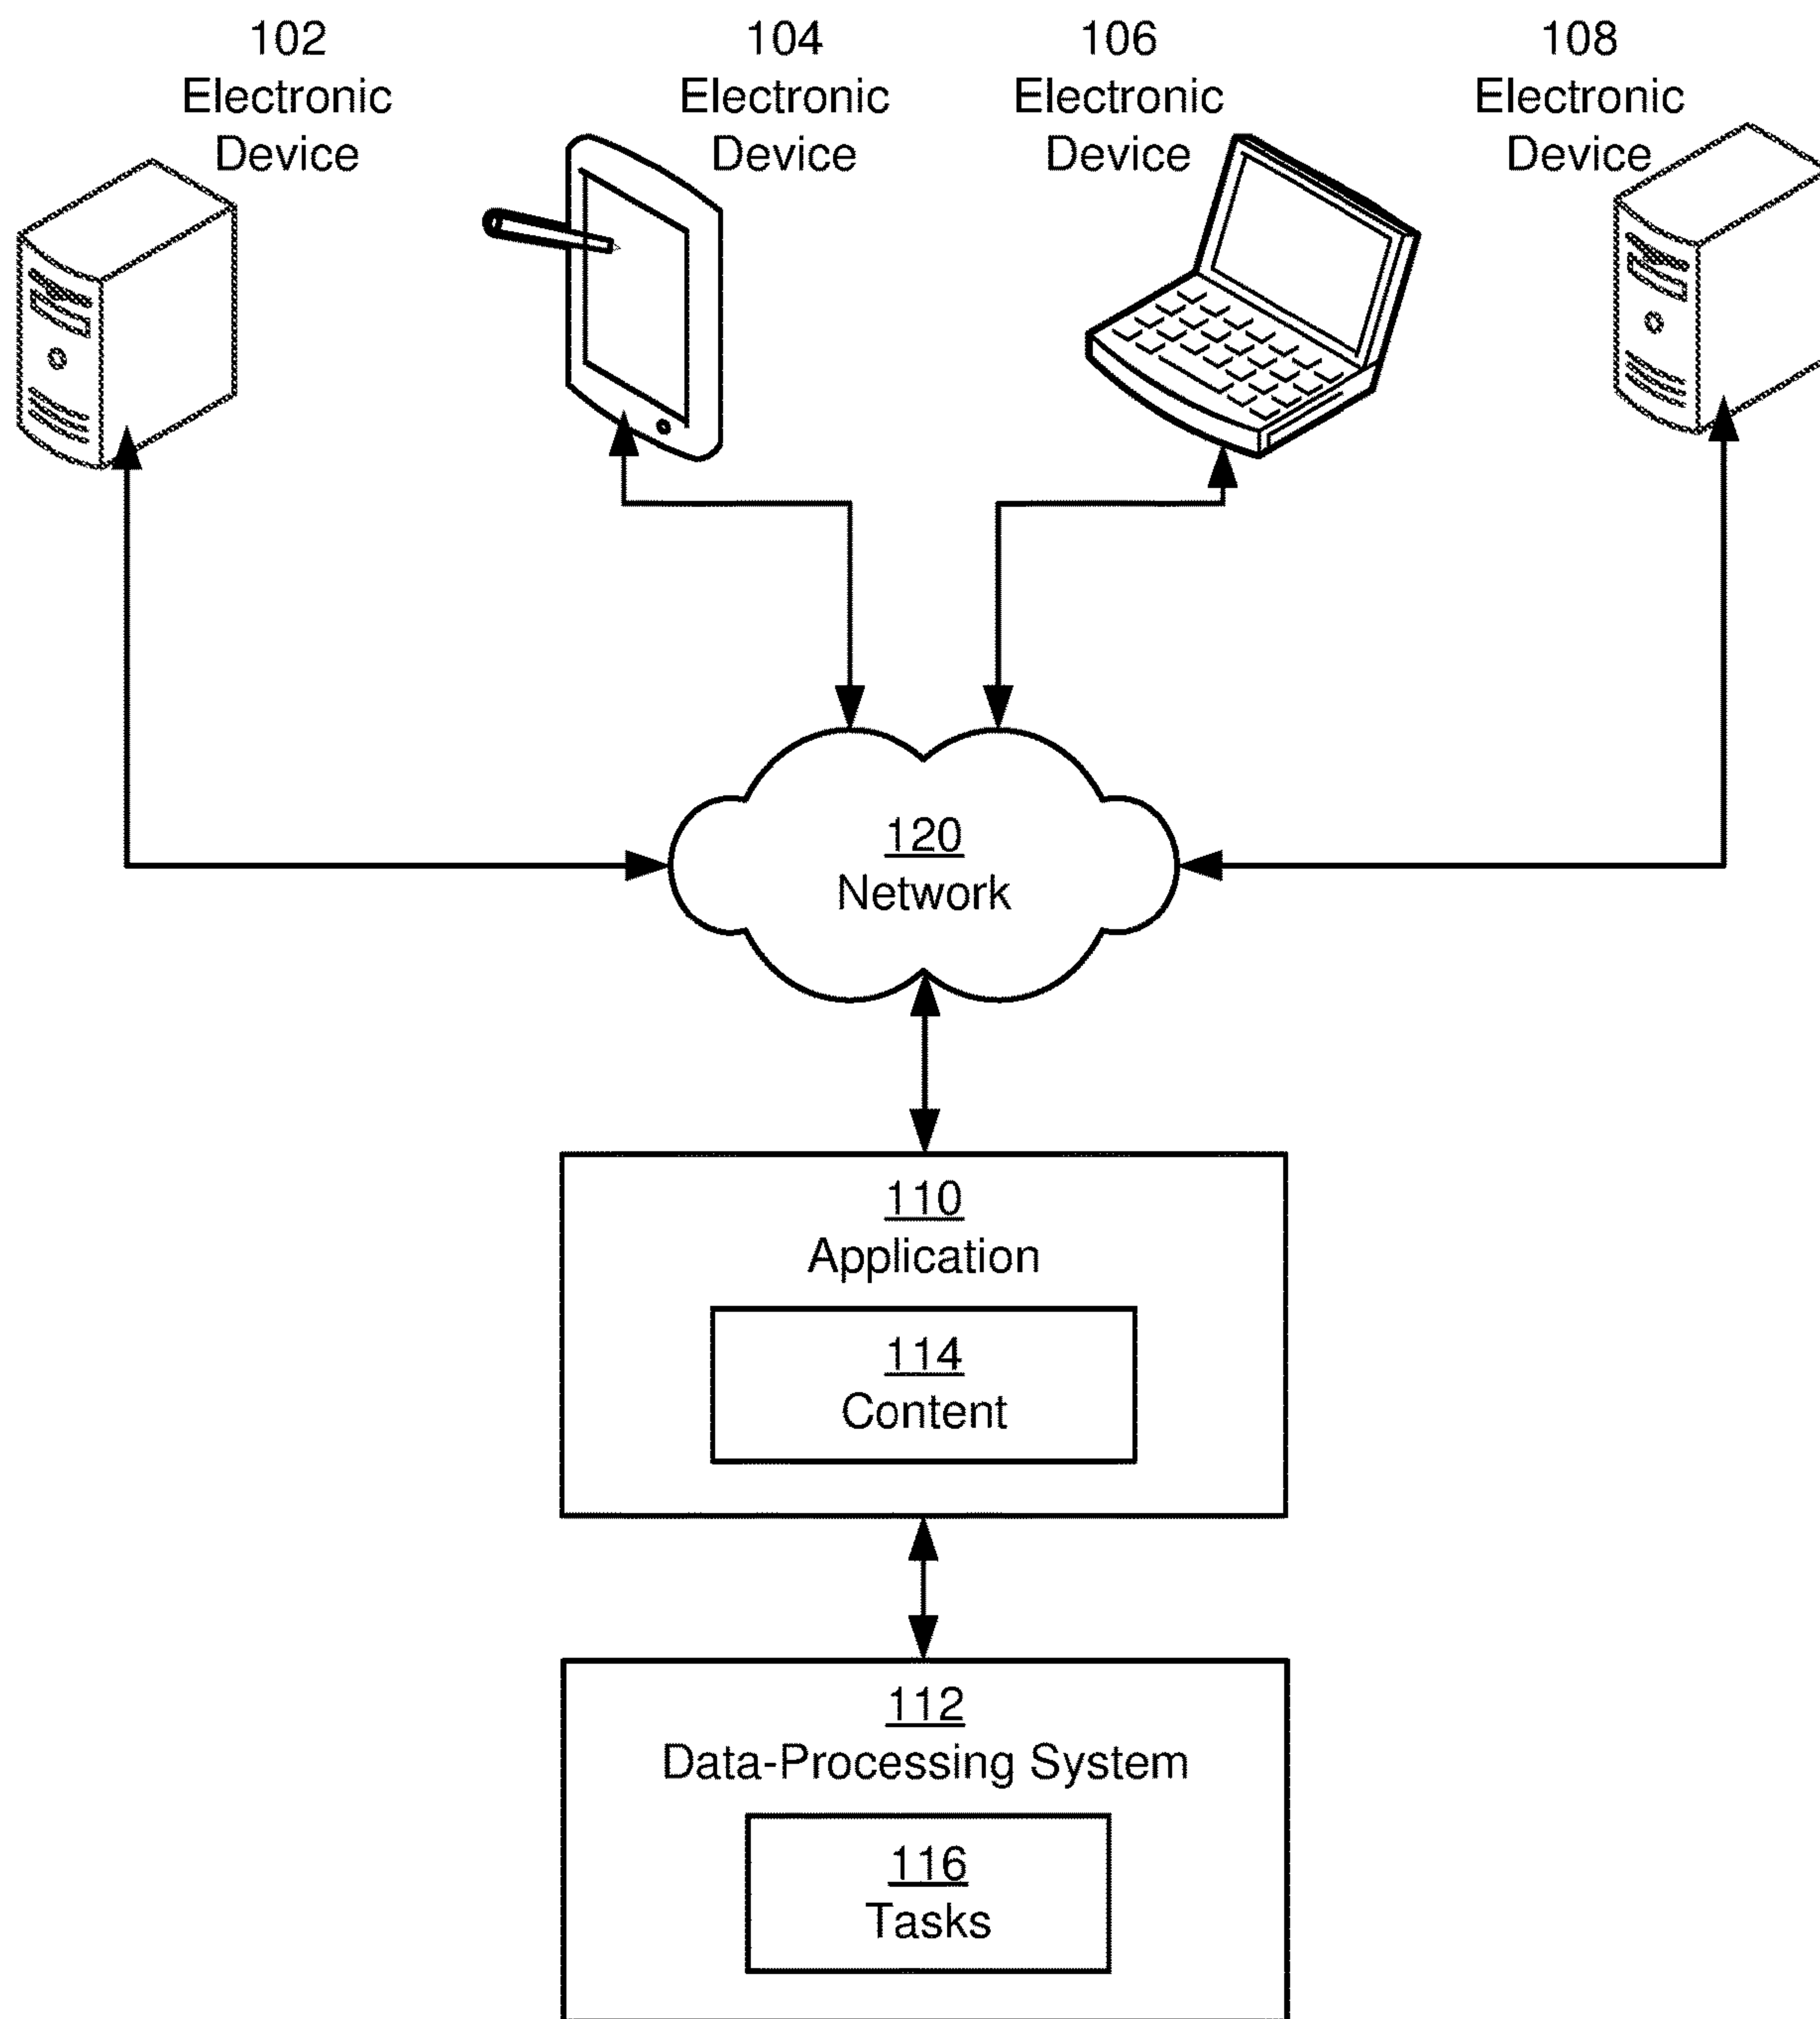 102
Electronic
Device
104
Electronic
Device
106
Electronic
Device
108
Electronic
Device
120
Network
110
Application
114
Content
112
Data-Processing System
116
Tasks